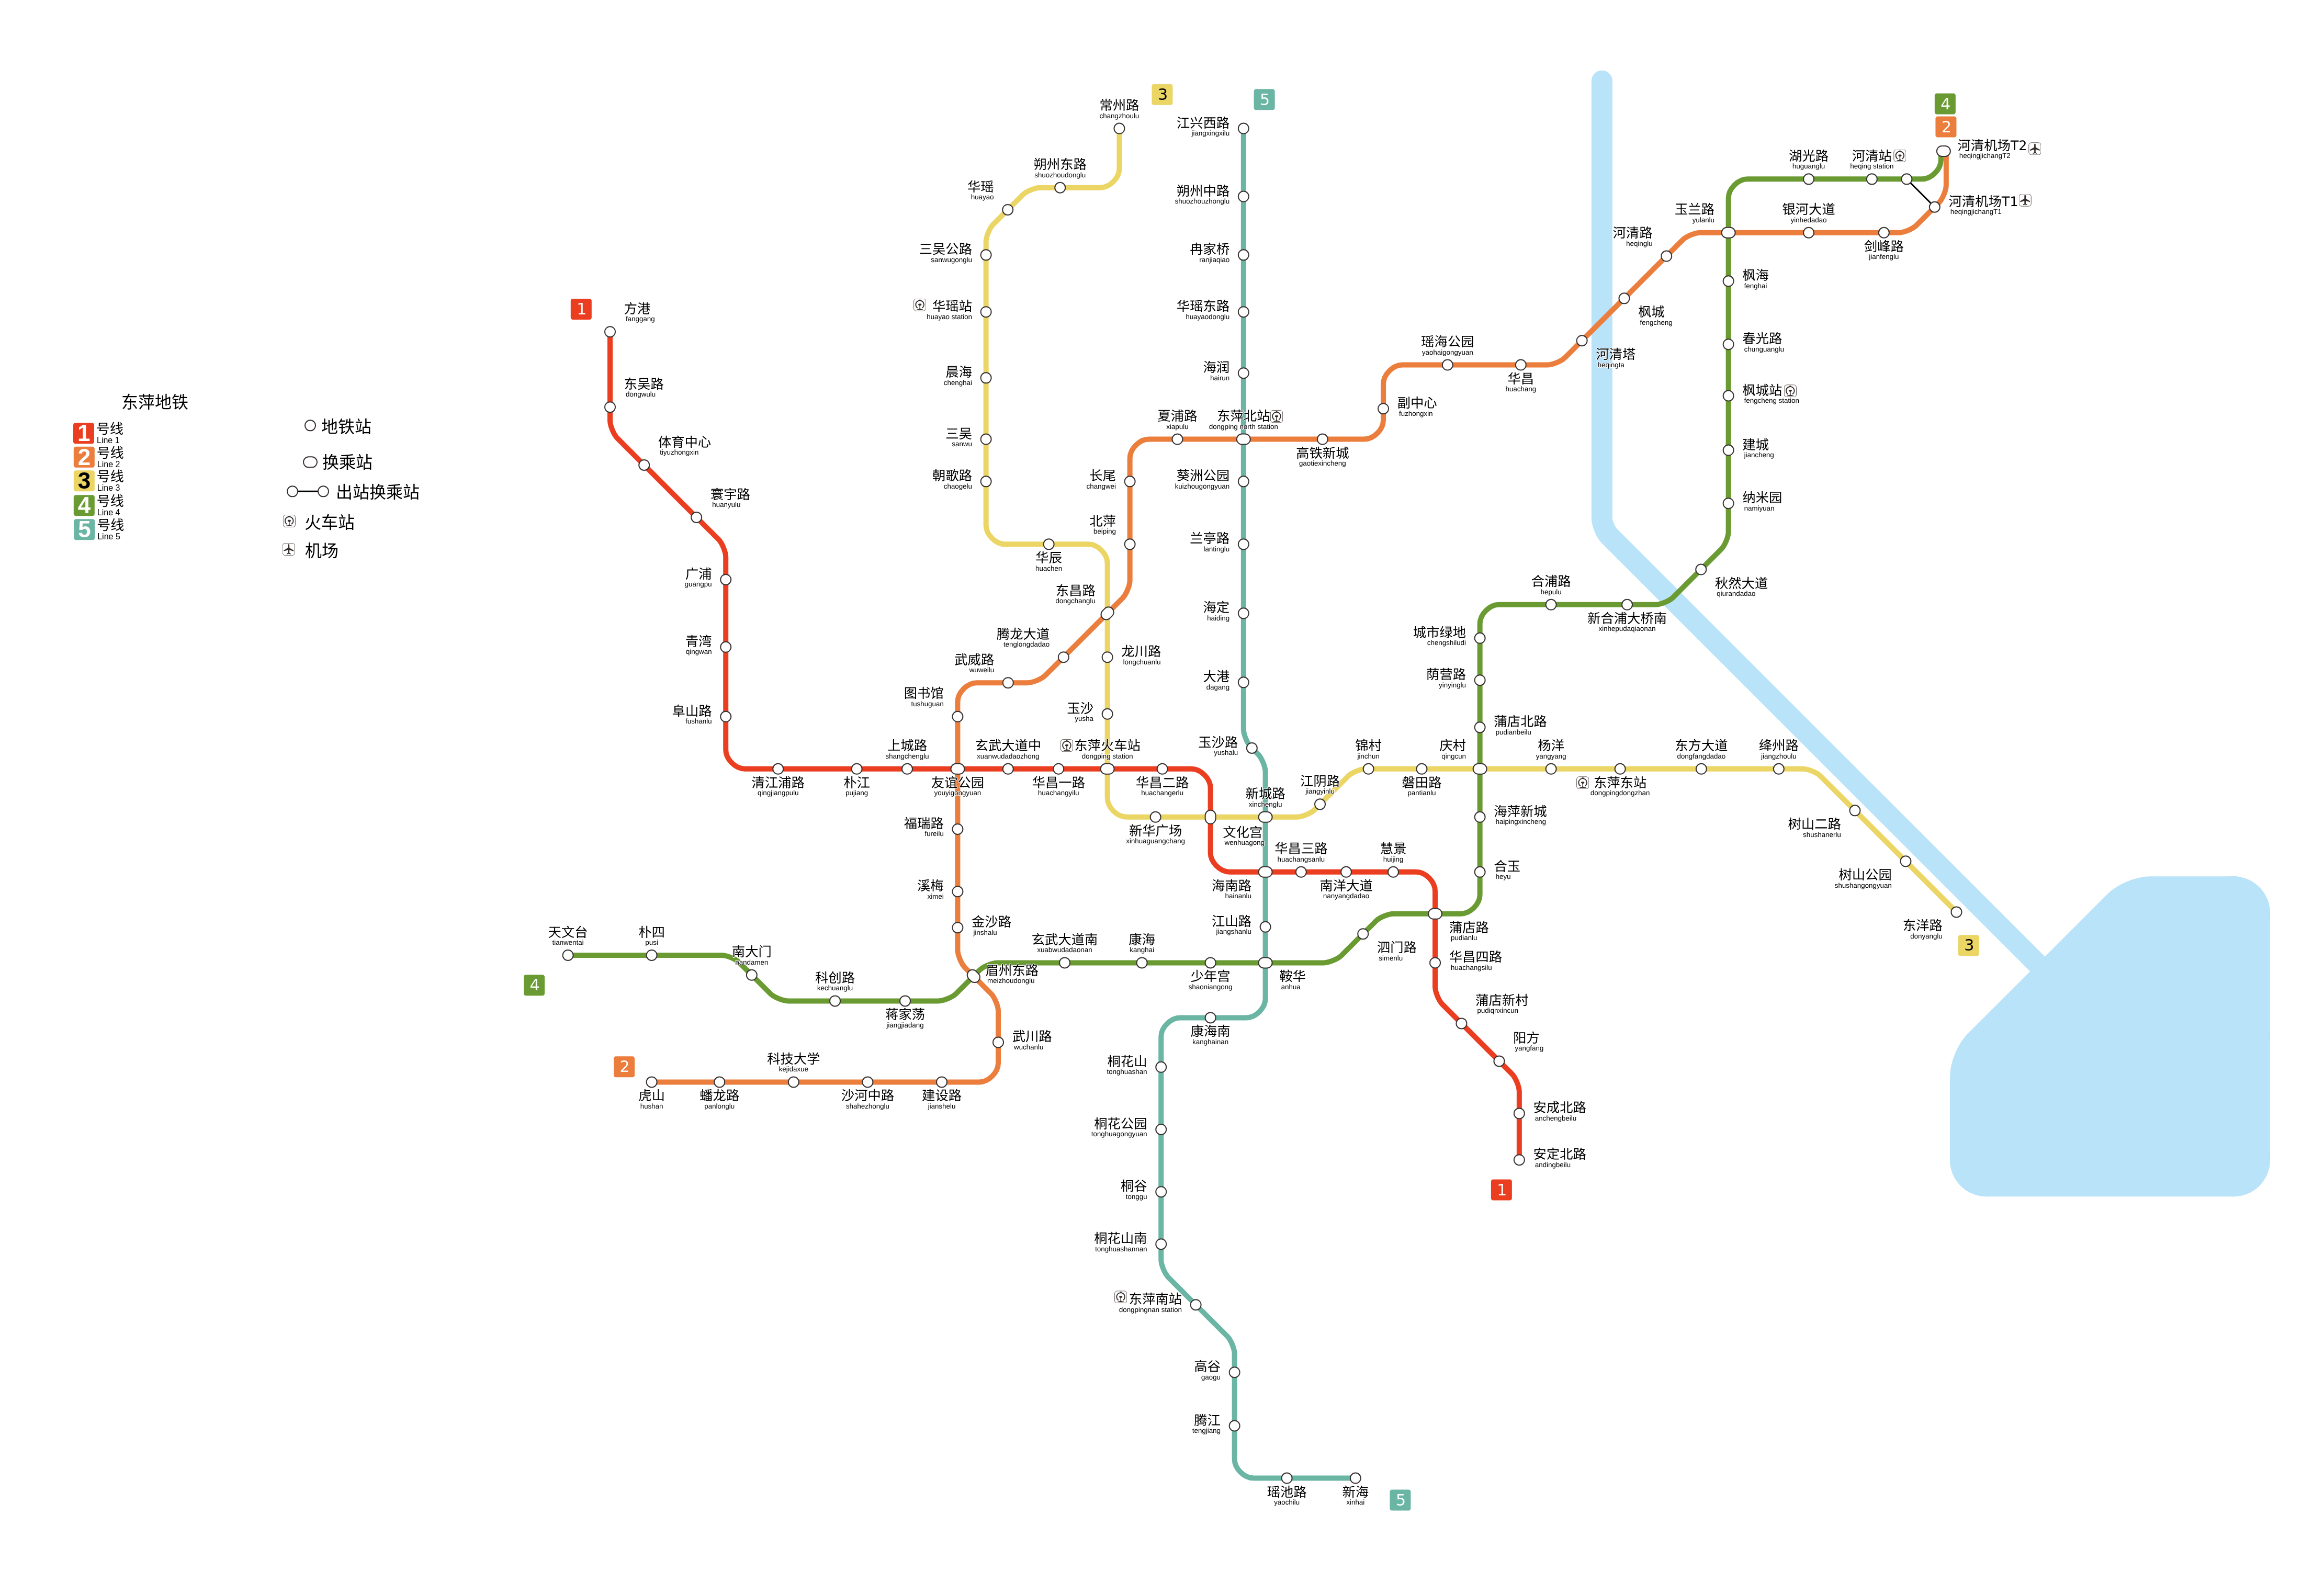 东萍地铁
1 号线
Line 1
2 号线
Line 2
3 号线
Line 3
4 号线
Line 4
5 号线
Line 5
地铁站
换乘站
出站换乘站
火车站
机场
1
方港
fanggang
东吴路
dongwulu
体育中心
tiyuzhongxin
寰宇路
huanyulu
广浦
guangpu
青湾
qingwan
阜山路
fushanlu
清江浦路
qingjiangpulu
朴江
pujiang
上城路
shangchenglu
友谊公园
youyigongyuan
玄武大道中
xuanwudadaozhong
华昌一路
huachangyilu
东萍火车站
dongping station
华昌二路
huachangerlu
文化宫
wenhuagong
海南路
hainanlu
华昌三路
huachangsanlu
南洋大道
nanyangdadao
慧景
huijing
蒲店路
pudianlu
华昌四路
huachangsilu
蒲店新村
pudiqnxincun
阳方
yangfang
安成北路
anchengbeilu
安定北路
andingbeilu
1
3
常州路
changzhoulu
朔州东路
shuozhoudonglu
华瑶
huayao
三吴公路
sanwugonglu
华瑶站
huayao station
晨海
chenghai
三吴
sanwu
朝歌路
chaogelu
华辰
huachen
东昌路
dongchanglu
龙川路
longchuanlu
玉沙
yusha
新华广场
xinhuaguangchang
新城路
xinchenglu
江阴路
jiangyinlu
锦村
jinchun
磐田路
pantianlu
庆村
qingcun
杨洋
yangyang
东萍东站
dongpingdongzhan
东方大道
dongfangdadao
绛州路
jiangzhoulu
树山二路
shushanerlu
树山公园
shushangongyuan
东洋路
donyanglu
3
5
江兴西路
jiangxingxilu
朔州中路
shuozhouzhonglu
冉家桥
ranjiaqiao
华瑶东路
huayaodonglu
海润
hairun
东萍北站
dongping north station
葵洲公园
kuizhougongyuan
兰亭路
lantinglu
海定
haiding
大港
dagang
玉沙路
yushalu
江山路
jiangshanlu
鞍华
anhua
康海南
kanghainan
桐花山
tonghuashan
桐花公园
tonghuagongyuan
桐谷
tonggu
桐花山南
tonghuashannan
东萍南站
dongpingnan station
高谷
gaogu
腾江
tengjiang
瑶池路
yaochilu
新海
xinhai
5
4
2
河清机场T2
heqingjichangT2
河清机场T1
heqingjichangT1
湖光路
huguanglu
河清站
heqing station
玉兰路
yulanlu
银河大道
yinhedadao
剑峰路
jianfenglu
河清路
heqinglu
枫城
fengcheng
河清塔
heqingta
华昌
huachang
瑶海公园
yaohaigongyuan
副中心
fuzhongxin
高铁新城
gaotiexincheng
夏浦路
xiapulu
长尾
changwei
北萍
beiping
腾龙大道
tenglongdadao
武威路
wuweilu
图书馆
tushuguan
福瑞路
fureilu
溪梅
ximei
金沙路
jinshalu
眉州东路
meizhoudonglu
武川路
wuchanlu
建设路
jianshelu
沙河中路
shahezhonglu
科技大学
kejidaxue
蟠龙路
panlonglu
虎山
hushan
2
枫海
fenghai
春光路
chunguanglu
枫城站
fengcheng station
建城
jiancheng
纳米园
namiyuan
秋然大道
qiurandadao
新合浦大桥南
xinhepudaqiaonan
合浦路
hepulu
城市绿地
chengshiludi
荫营路
yinyinglu
蒲店北路
pudianbeilu
海萍新城
haipingxincheng
合玉
heyu
泗门路
simenlu
少年宫
shaoniangong
康海
kanghai
玄武大道南
xuabwudadaonan
蒋家荡
jiangjiadang
科创路
kechuanglu
南大门
nandamen
朴四
pusi
天文台
tianwentai
4